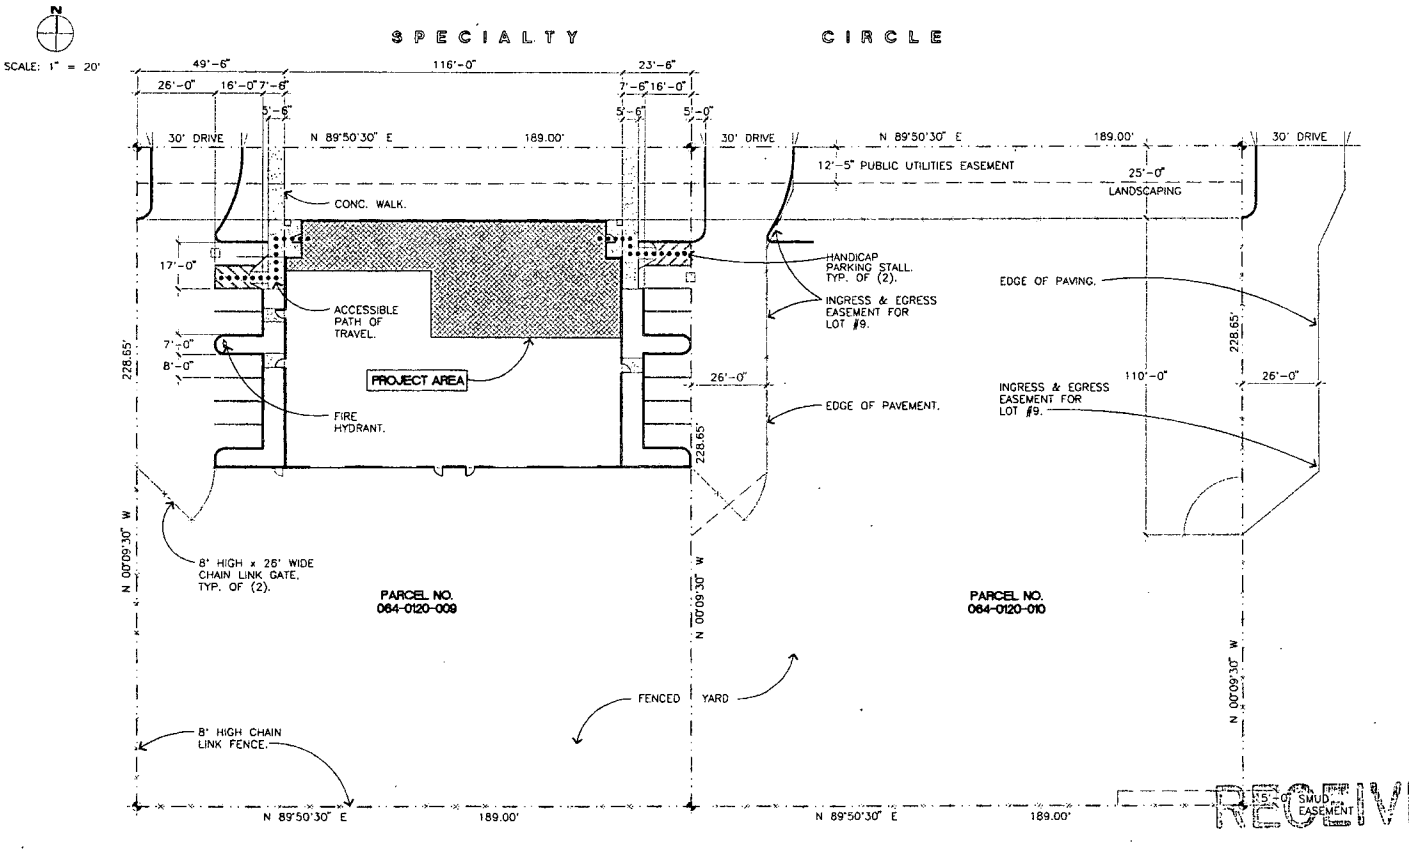 N
SPECIALTY CIRCLE
SCALE: 1" = 20'
49'-6" 116'-0" 23'-6"
26'-0" 16'-0" 7'-6" 7'-6" 16'-0"
5'-6" 5'-6" 5'-0"
30' DRIVE N 89°50'30" E 189.00' 30' DRIVE N 89°50'30" E 189.00' 30' DRIVE
12'-5" PUBLIC UTILITIES EASEMENT
25'-0"
LANDSCAPING
CONC. WALK.
17'-0"
HANDICAP
PARKING STALL.
TYP. OF (2).
INGRESS & EGRESS
EASEMENT FOR
LOT #9.
EDGE OF PAVING.
ACCESSIBLE
PATH OF
TRAVEL.
7'-0"
8'-0"
228.65'
228.65'
PROJECT AREA
26'-0"
110'-0"
26'-0"
INGRESS & EGRESS
EASEMENT FOR
LOT #9.
EDGE OF PAVEMENT.
FIRE
HYDRANT.
228.65'
8' HIGH x 26' WIDE
CHAIN LINK GATE.
TYP. OF (2).
N 00°09'30" W
N 00°09'30" W
PARCEL NO.
064-0120-009
PARCEL NO.
064-0120-010
N 00°09'30" W
FENCED YARD
8' HIGH CHAIN
LINK FENCE.
N 89°50'30" E 189.00'
N 89°50'30" E 189.00'
5'-0" SMUD
EASEMENT
RECEIV